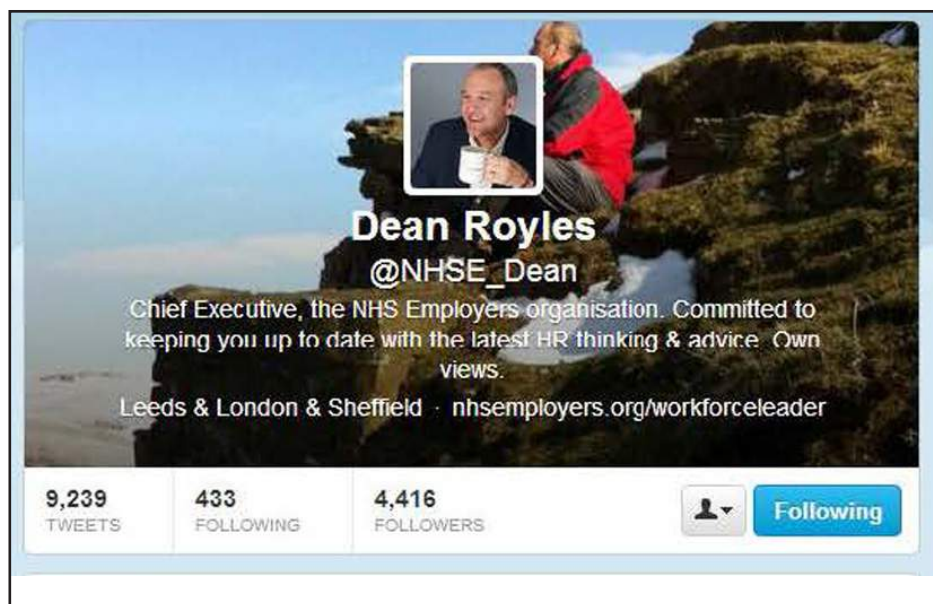 Dean Royles
@NHSE_Dean
Chief Executive, the NHS Employers organisation. Committed to
keeping you up to date with the latest HR thinking & advice. Own
views.
Leeds & London & Sheffield · nhsemployers.org/workforceleader
9,239 433 4,416
TWEETS FOLLOWING FOLLOWERS Following